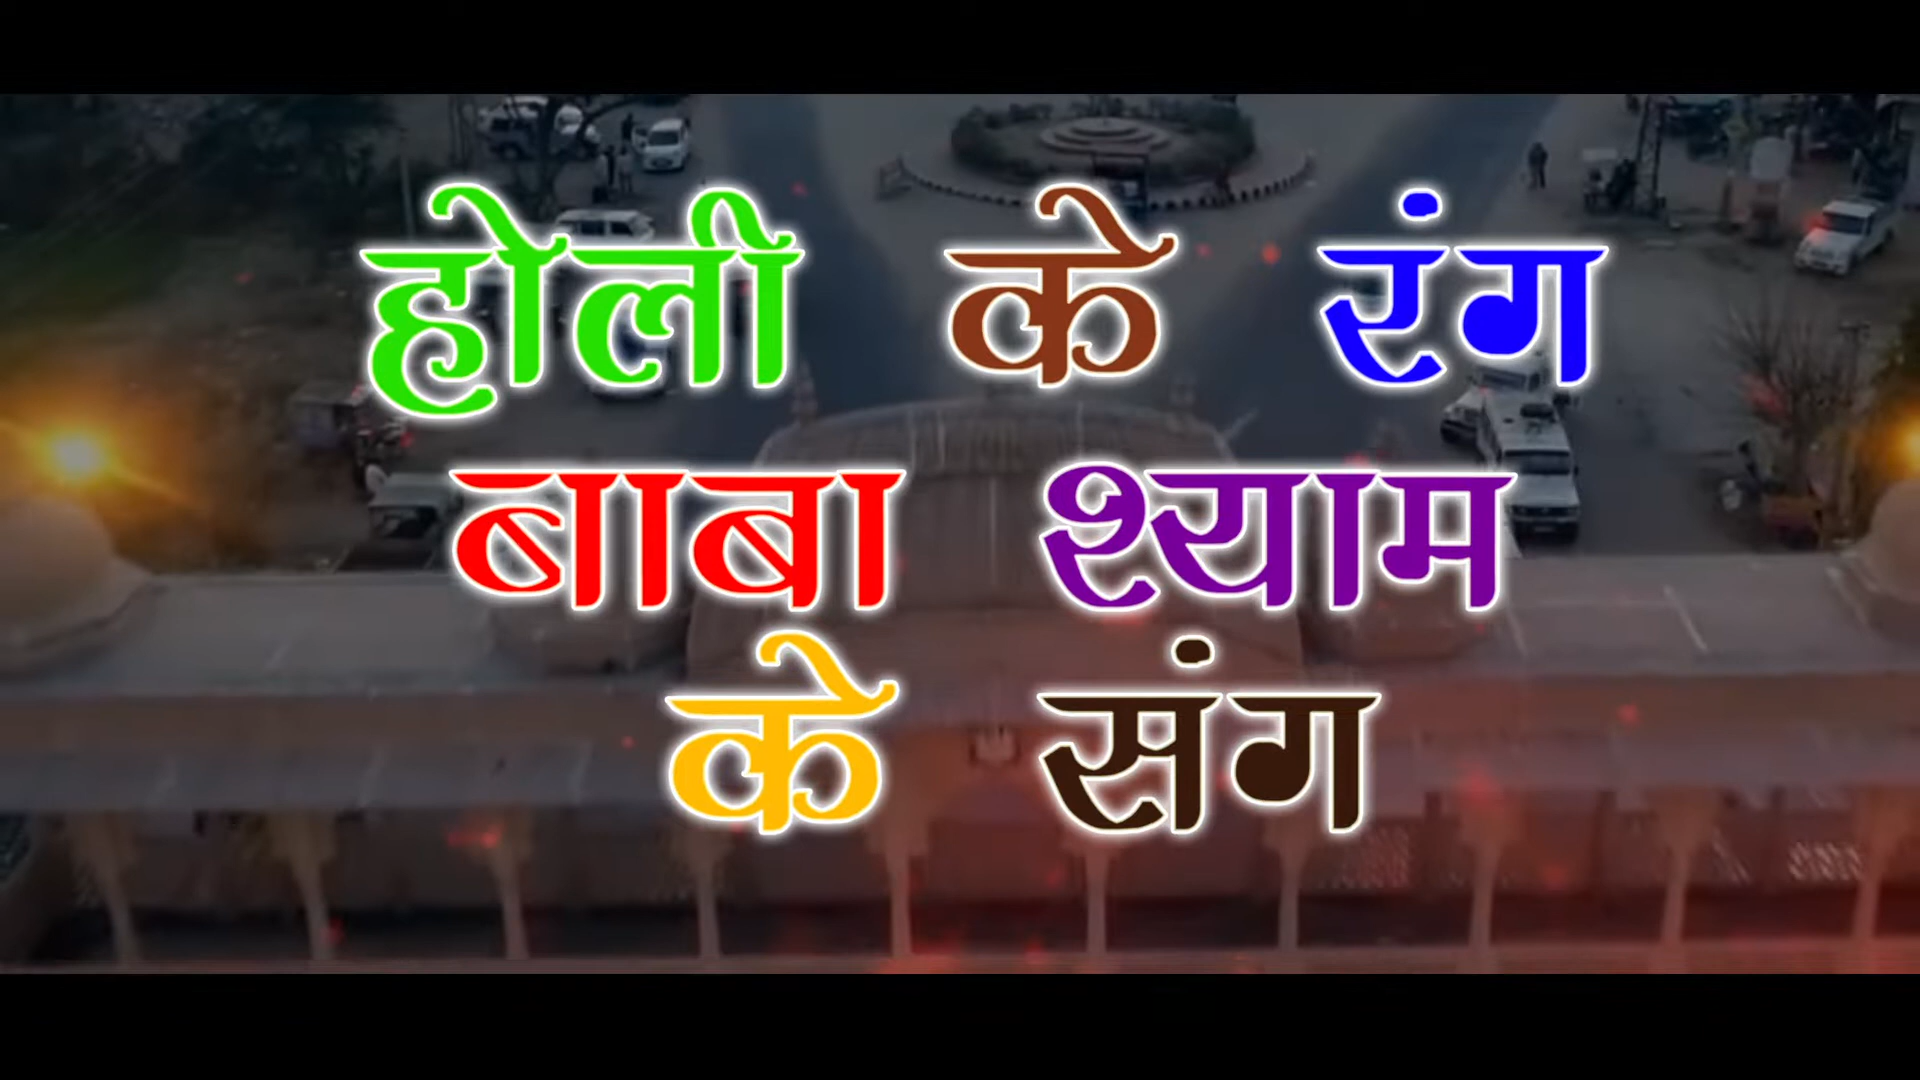 होली के रंग
बाबा श्याम
के संग